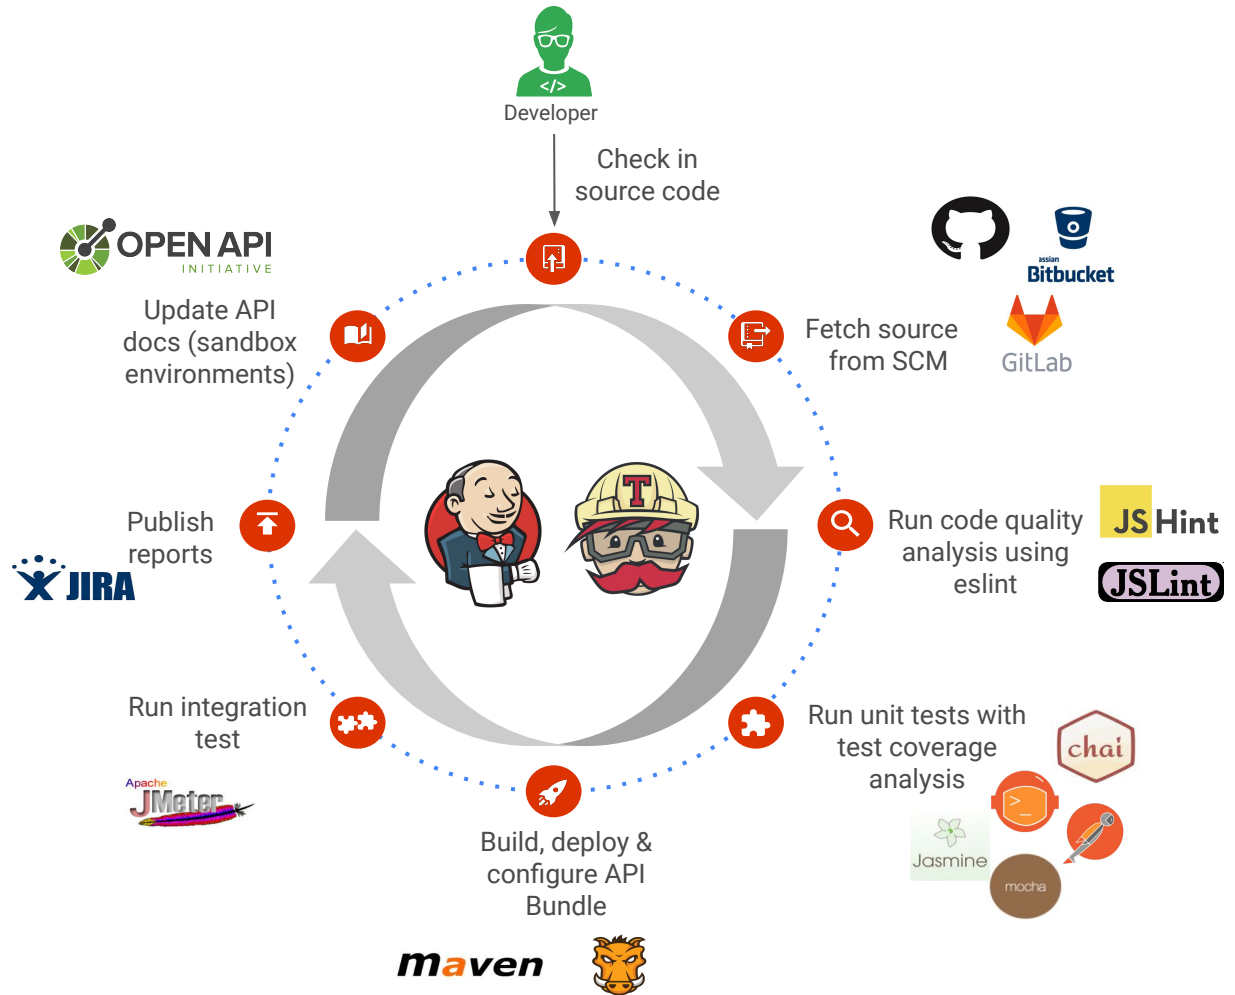 </>
Developer
Check in
source code
OPEN API
INITIATIVE
assian
Bitbucket
GitLab
Update API
docs (sandbox
environments)
Fetch source
from SCM
T
Publish
reports
JIRA
Run code quality
analysis using
eslint
JSHint
JSLint
Run integration
test
Apache
JMeter
Run unit tests with
test coverage
analysis
chai
>_
Jasmine
mocha
Build, deploy &
configure API
Bundle
maven